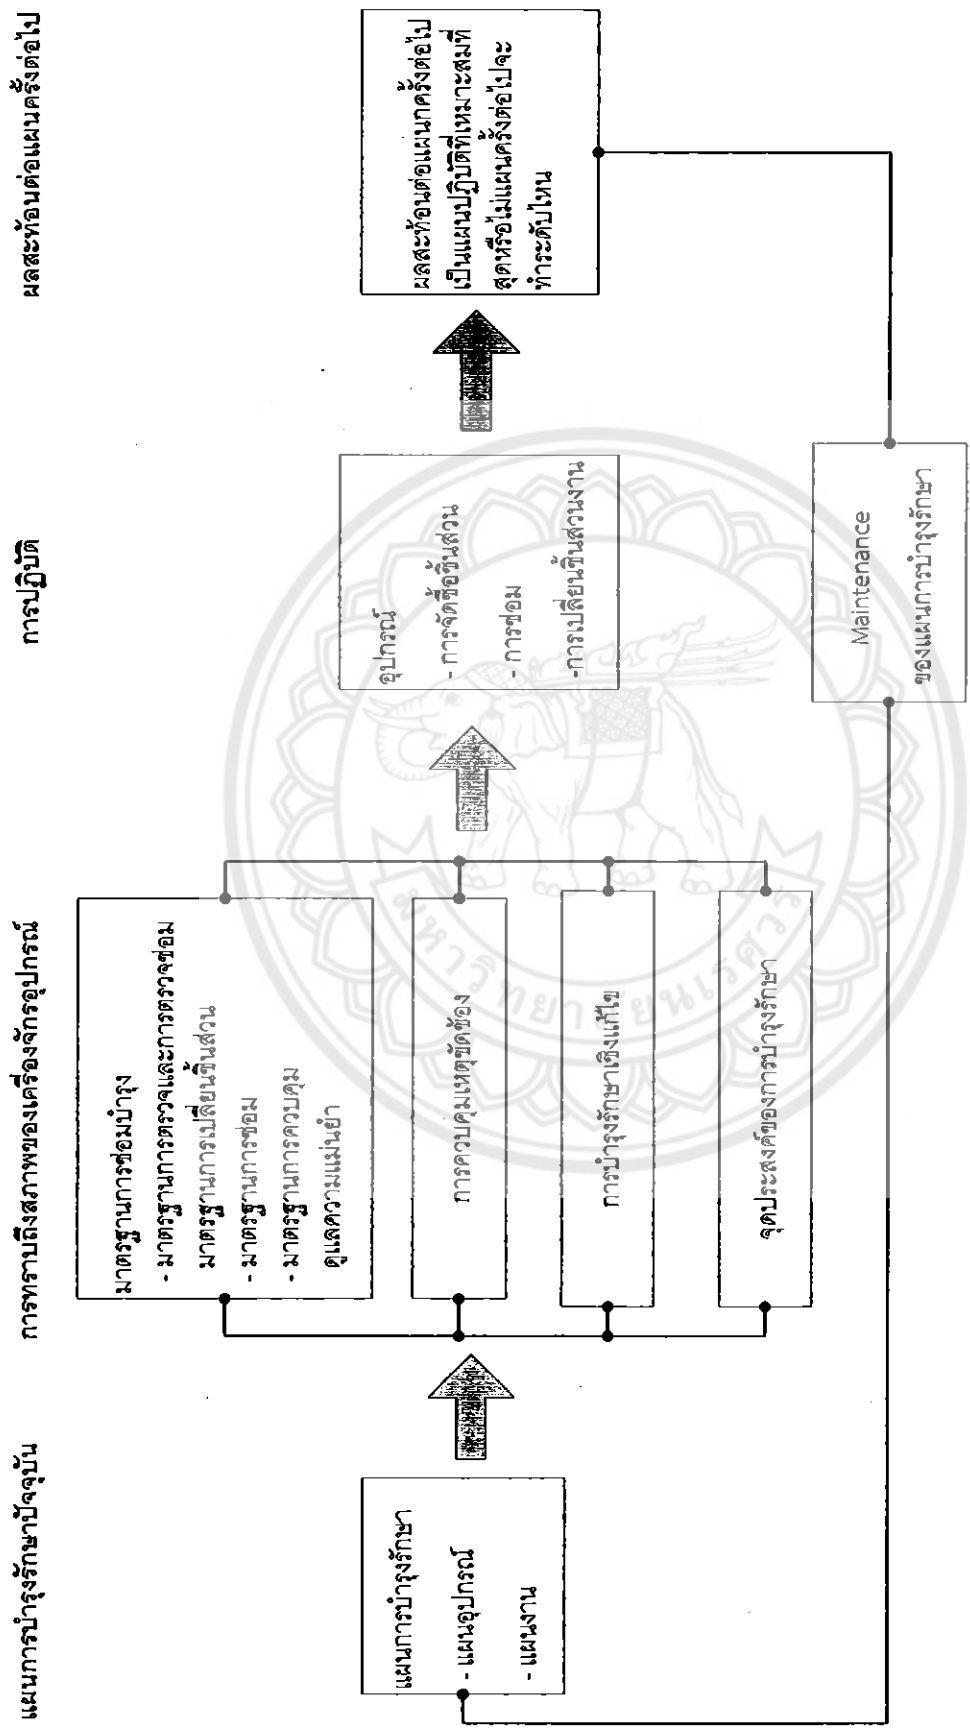 แผนการบำรุงรักษาปัจจุบัน
การทราบถึงสภาพของเครื่องจักรอุปกรณ์
การปฏิบัติ
ผลสะท้อนต่อแผนครั้งต่อไป
แผนการบำรุงรักษา
- แผนอุปกรณ์
- แผนงาน
มาตรฐานการซ่อมบำรุง
- มาตรฐานการตรวจและการตรวจซ่อม
มาตรฐานการเปลี่ยนชิ้นส่วน
- มาตรฐานการซ่อม
- มาตรฐานการควบคุม
ดูแลความแม่นยำ
การควบคุมเหตุขัดข้อง
การบำรุงรักษาเชิงแก้ไข
จุดประสงค์ของการบำรุงรักษา
อุปกรณ์
- การจัดซื้อชิ้นส่วน
- การซ่อม
-การเปลี่ยนชิ้นส่วนงาน
ผลสะท้อนต่อแผนกครั้งต่อไป
เป็นแผนปฏิบัติที่เหมาะสมที่
สุดหรือไม่แผนครั้งต่อไปจะ
ทำระดับไหน
Maintenance
ของแผนการบำรุงรักษา
มหาวิทยาลัยนเรศวร